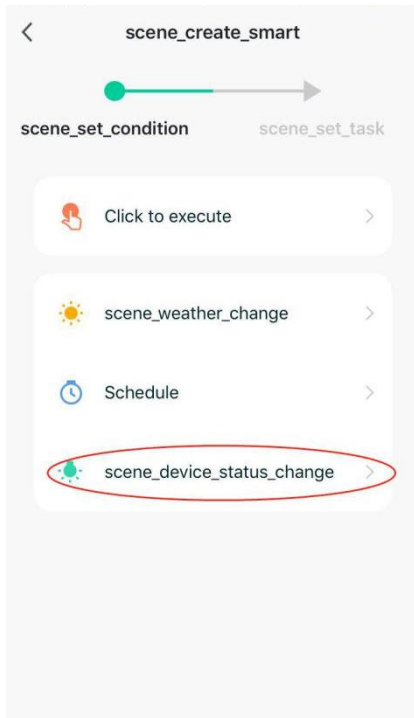 scene_create_smart
scene_set_condition scene_set_task
Click to execute
scene_weather_change
Schedule
scene_device_status_change